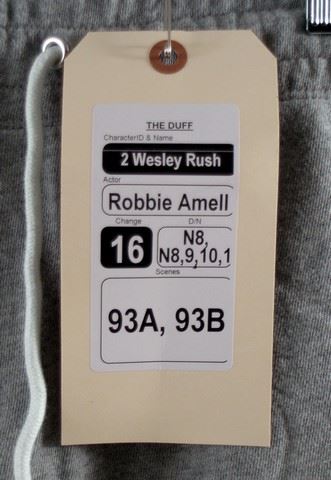 THE DUFF
CharacterID & Name
2 Wesley Rush
Actor
Robbie Amell
Change D/N
16 N8,
N8,9,10,1
Scenes
93A, 93B